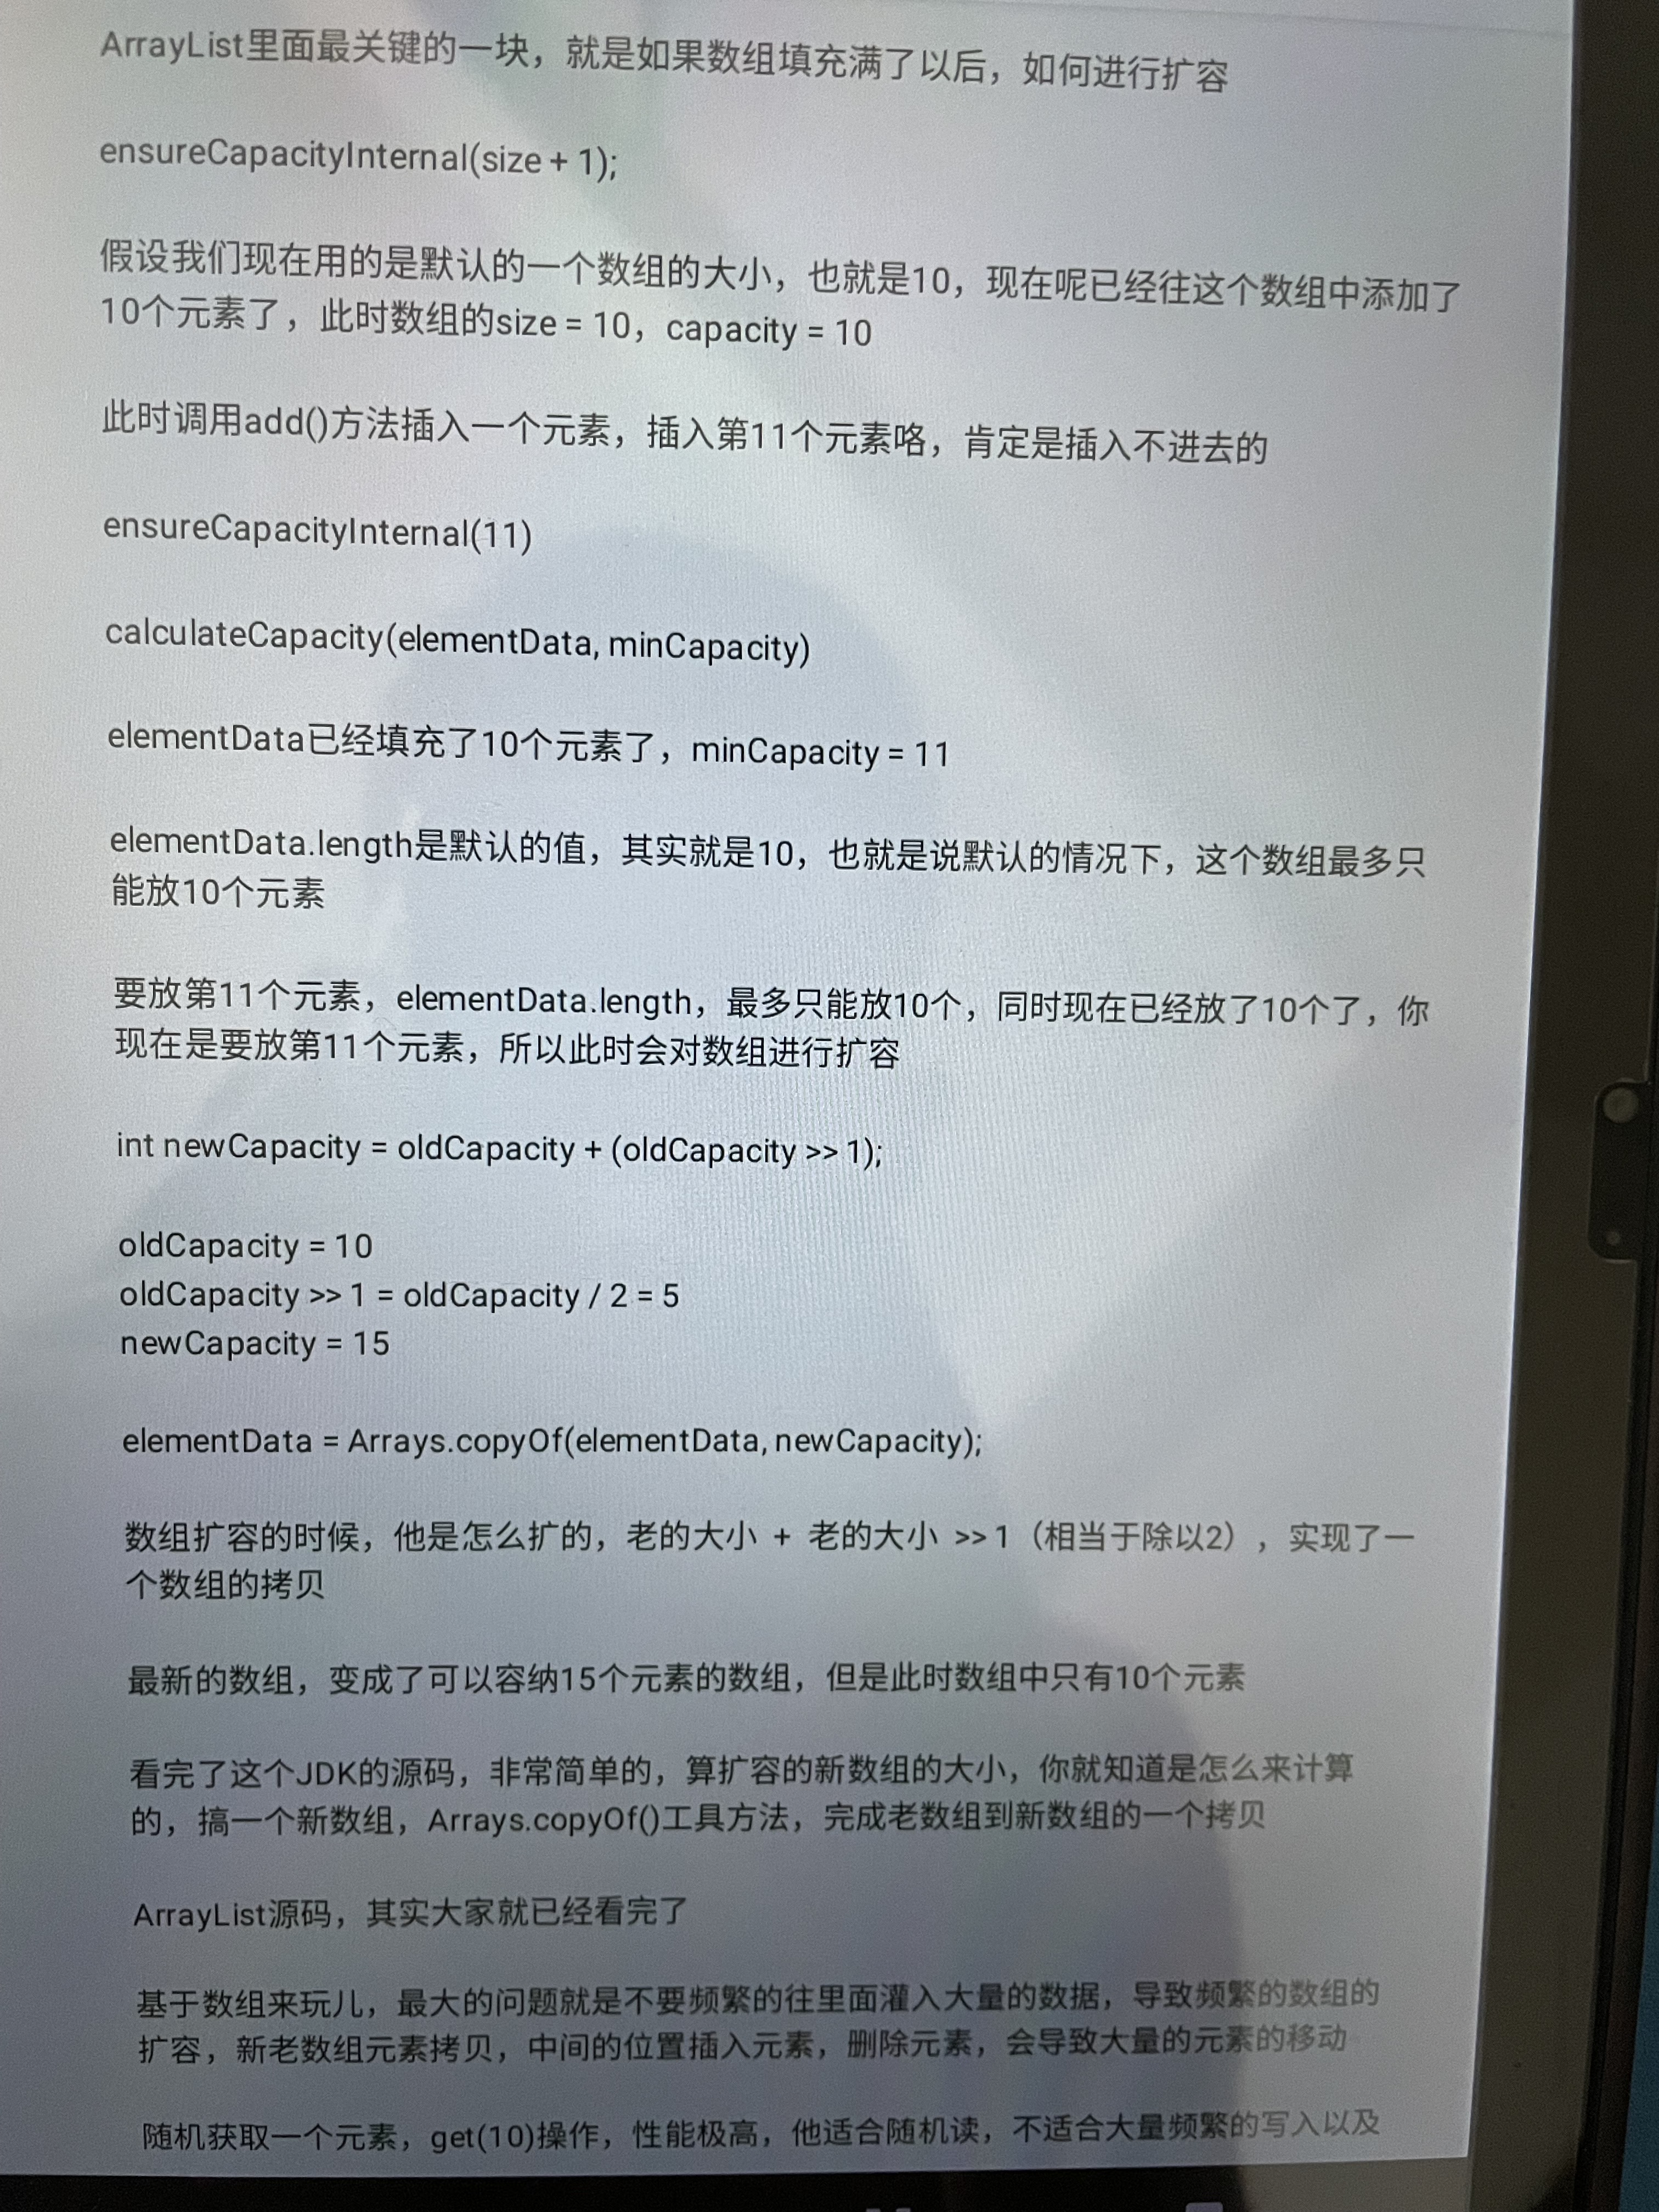 ArrayList里面最关键的一块，就是如果数组填充满了以后，如何进行扩容
ensureCapacityInternal(size + 1);
假设我们现在用的是默认的一个数组的大小，也就是10，现在呢已经往这个数组中添加了
10个元素了，此时数组的size = 10，capacity = 10
此时调用add()方法插入一个元素，插入第11个元素咯，肯定是插入不进去的
ensureCapacityInternal(11)
calculateCapacity(elementData, minCapacity)
elementData已经填充了10个元素了，minCapacity = 11
elementData.length是默认的值，其实就是10，也就是说默认的情况下，这个数组最多只
能放10个元素
要放第11个元素，elementData.length，最多只能放10个，同时现在已经放了10个了，你
现在是要放第11个元素，所以此时会对数组进行扩容
int newCapacity = oldCapacity + (oldCapacity >> 1);
oldCapacity = 10
oldCapacity >> 1 = oldCapacity / 2 = 5
newCapacity = 15
elementData = Arrays.copyOf(elementData, newCapacity);
数组扩容的时候，他是怎么扩的，老的大小 + 老的大小 >> 1（相当于除以2），实现了一
个数组的拷贝
最新的数组，变成了可以容纳15个元素的数组，但是此时数组中只有10个元素
看完了这个JDK的源码，非常简单的，算扩容的新数组的大小，你就知道是怎么来计算
的，搞一个新数组，Arrays.copyOf()工具方法，完成老数组到新数组的一个拷贝
ArrayList源码，其实大家就已经看完了
基于数组来玩儿，最大的问题就是不要频繁的往里面灌入大量的数据，导致频繁的数组的
扩容，新老数组元素拷贝，中间的位置插入元素，删除元素，会导致大量的元素的移动
随机获取一个元素，get(10)操作，性能极高，他适合随机读，不适合大量频繁的写入以及